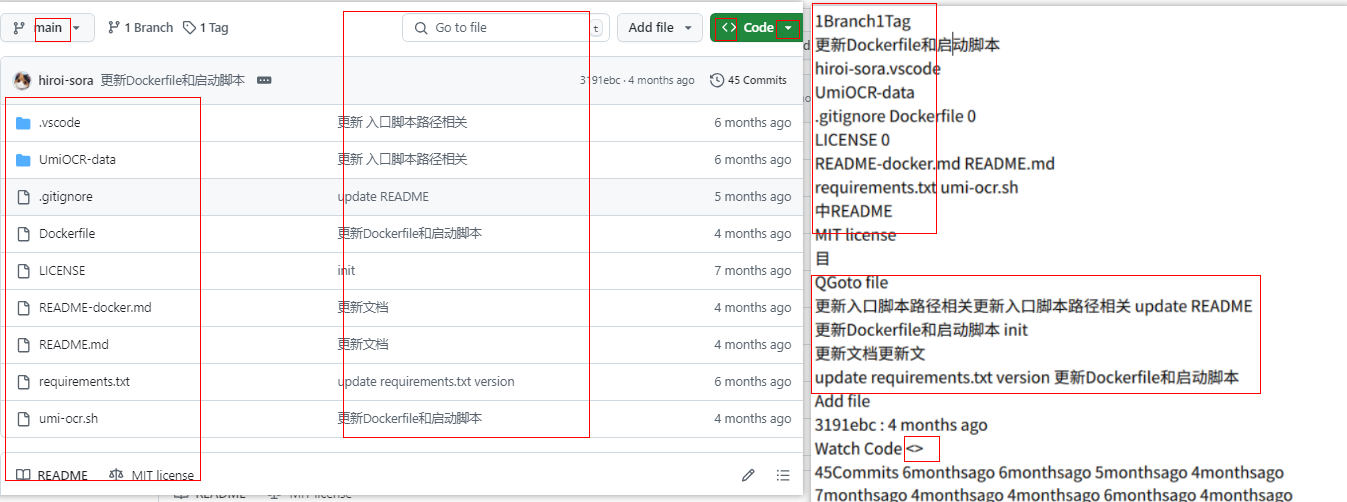 main 1 Branch 1 Tag Go to file t Add file Code
hiroi-sora 更新Dockerfile和启动脚本 3191ebc · 4 months ago 45 Commits
.vscode 更新 入口脚本路径相关 6 months ago
UmiOCR-data 更新 入口脚本路径相关 6 months ago
.gitignore update README 5 months ago
Dockerfile 更新Dockerfile和启动脚本 4 months ago
LICENSE init 7 months ago
README-docker.md 更新文档 4 months ago
README.md 更新文档 4 months ago
requirements.txt update requirements.txt version 6 months ago
umi-ocr.sh 更新Dockerfile和启动脚本 4 months ago
README MIT license
README MIT license
1Branch1Tag
更新Dockerfile和启动脚本
hiroi-sora.vscode
UmiOCR-data
.gitignore Dockerfile 0
LICENSE 0
README-docker.md README.md
requirements.txt umi-ocr.sh
中README
MIT license
目
QGoto file
更新入口脚本路径相关更新入口脚本路径相关 update README
更新Dockerfile和启动脚本 init
更新文档更新文
update requirements.txt version 更新Dockerfile和启动脚本
Add file
3191ebc : 4 months ago
Watch Code <>
45Commits 6monthsago 6monthsago 5monthsago 4monthsago
7monthsago 4monthsago 4monthsago 6monthsago 4monthsago